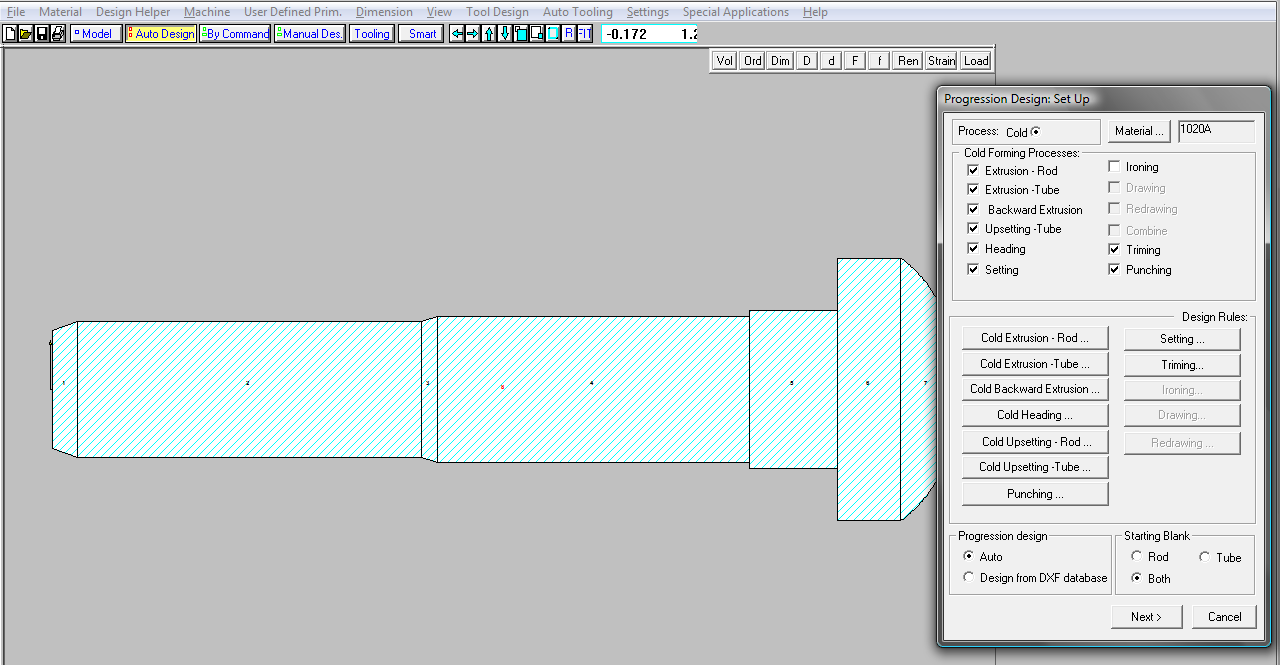 File Material Design Helper Machine User Defined Prim. Dimension View Tool Design Auto Tooling Settings Special Applications Help
Model Auto Design By Command Manual Des. Tooling Smart R FIT -0.172 1.2
Vol Ord Dim D d F f Ren Strain Load
Progression Design: Set Up
Process: Cold Material ... 1020A
Cold Forming Processes:
Extrusion - Rod Ironing
Extrusion -Tube Drawing
Backward Extrusion Redrawing
Upsetting -Tube Combine
Heading Triming
Setting Punching
Design Rules:
Cold Extrusion - Rod ... Setting ...
Cold Extrusion -Tube ... Triming...
Cold Backward Extrusion ... Ironing...
Cold Heading ... Drawing...
Cold Upsetting - Rod ... Redrawing ...
Cold Upsetting -Tube ...
Punching ...
Progression design Starting Blank
Auto Rod Tube
Design from DXF database Both
Next > Cancel
1 2 3 8 4 5 6 7